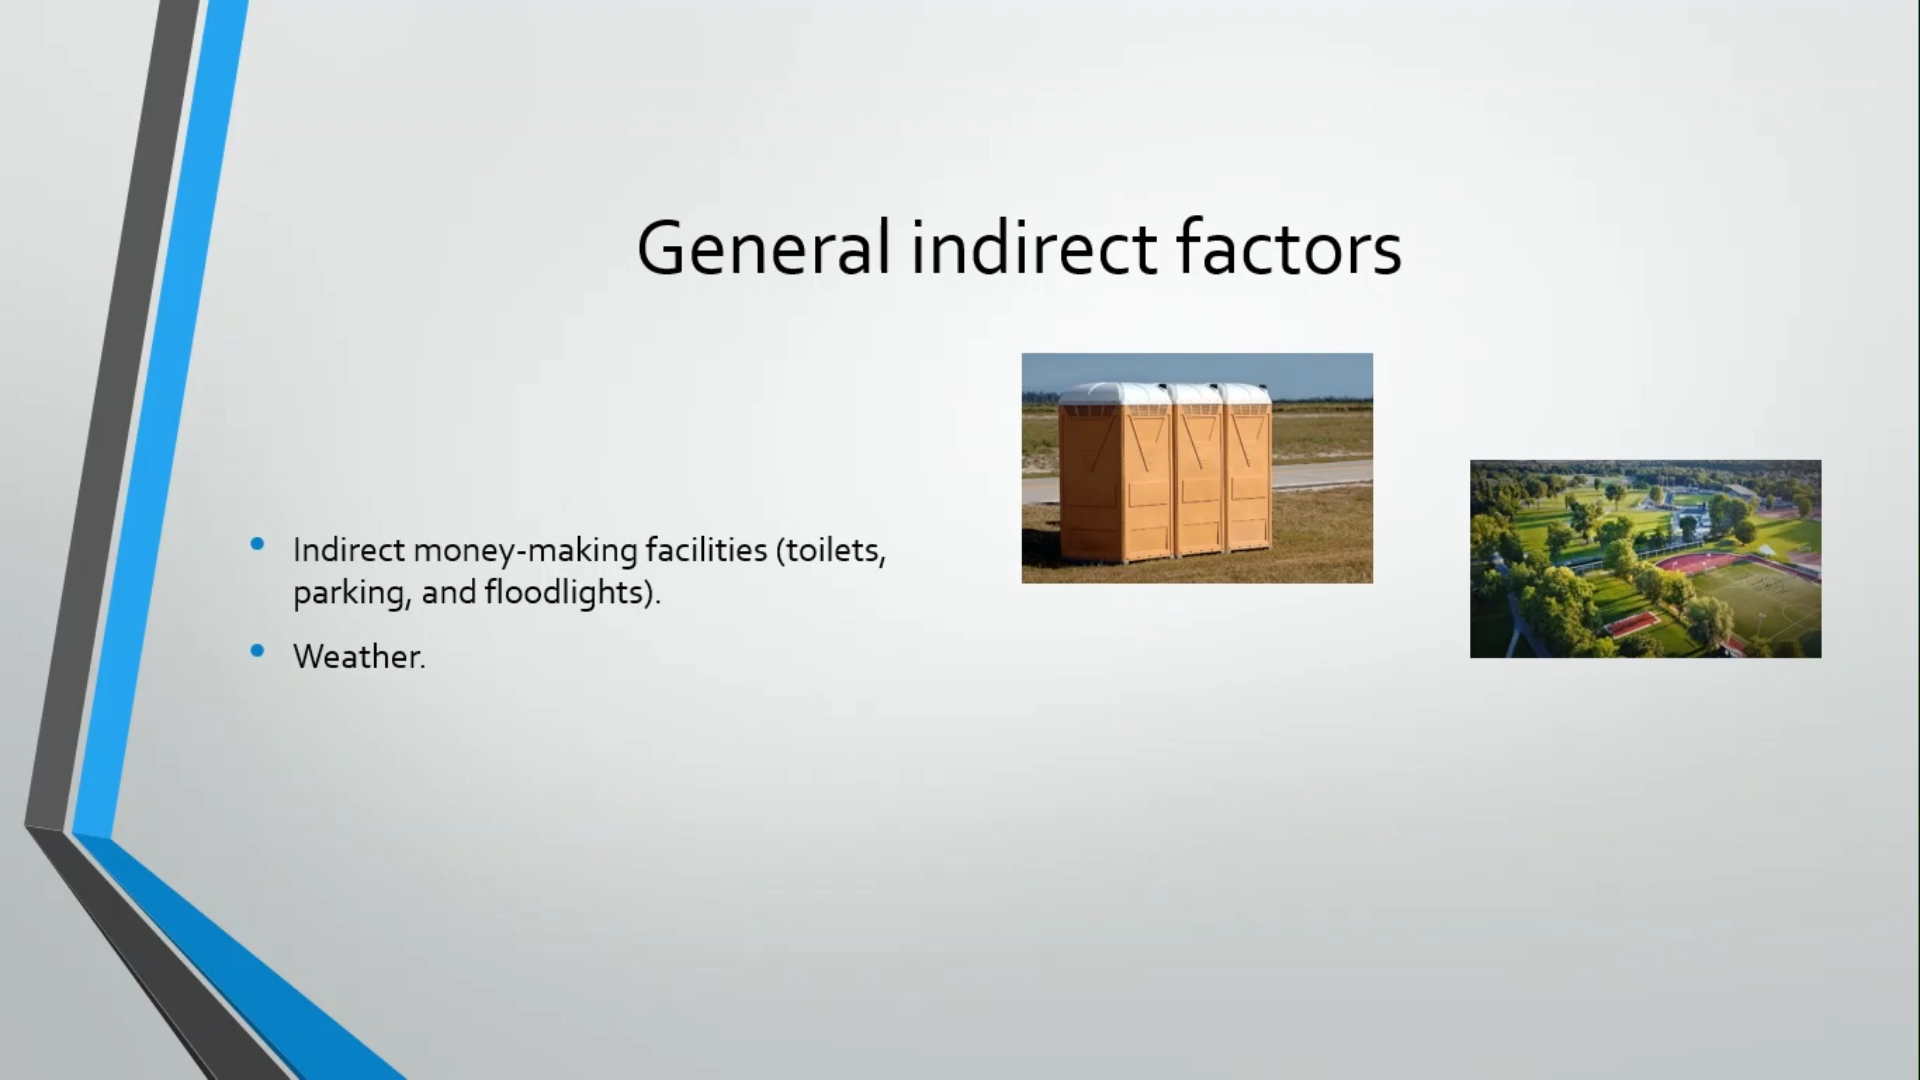 General indirect factors
Indirect money-making facilities (toilets,
parking, and floodlights).
Weather.